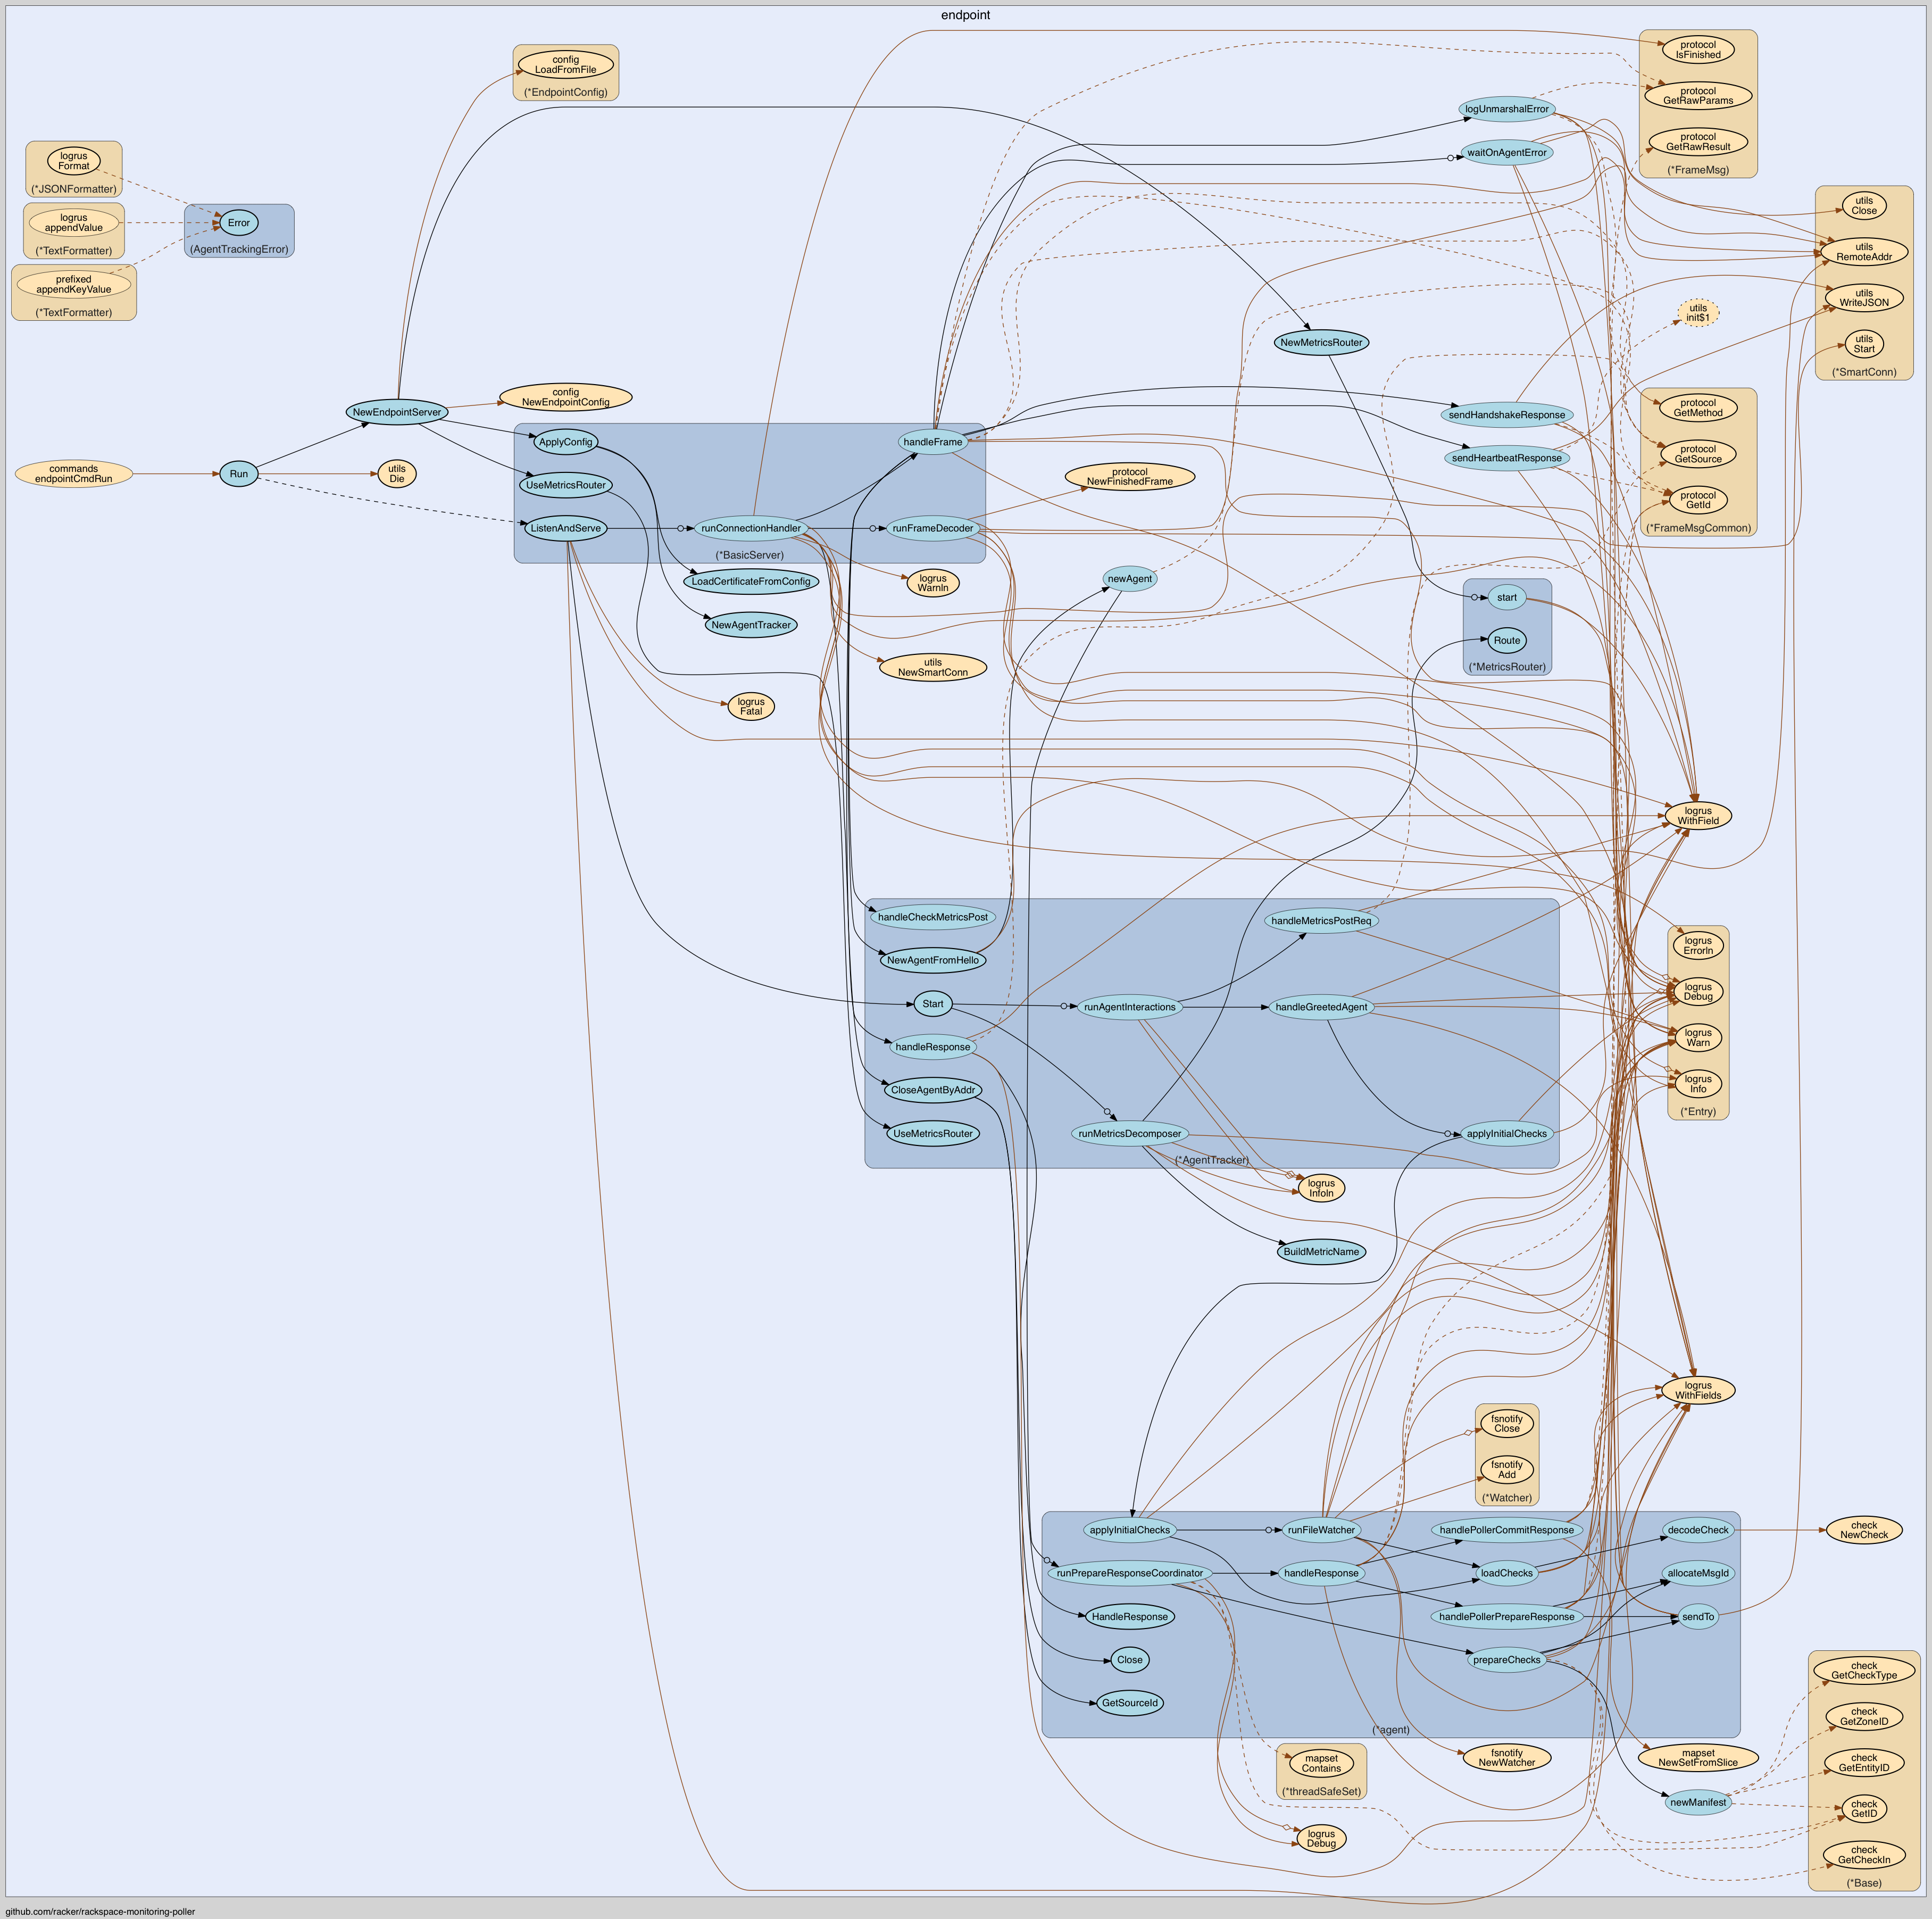 endpoint
config
LoadFromFile
(*EndpointConfig)
protocol
IsFinished
protocol
GetRawParams
protocol
GetRawResult
(*FrameMsg)
logUnmarshalError
waitOnAgentError
logrus
Format
(*JSONFormatter)
logrus
appendValue
(*TextFormatter)
prefixed
appendKeyValue
(*TextFormatter)
Error
(AgentTrackingError)
utils
Close
utils
RemoteAddr
utils
WriteJSON
utils
Start
(*SmartConn)
utils
init$1
NewMetricsRouter
NewEndpointServer
config
NewEndpointConfig
commands
endpointCmdRun
Run
utils
Die
ApplyConfig
UseMetricsRouter
ListenAndServe
runConnectionHandler
handleFrame
runFrameDecoder
(*BasicServer)
sendHandshakeResponse
sendHeartbeatResponse
protocol
GetMethod
protocol
GetSource
protocol
GetId
(*FrameMsgCommon)
protocol
NewFinishedFrame
LoadCertificateFromConfig
NewAgentTracker
logrus
WarnIn
newAgent
utils
NewSmartConn
logrus
Fatal
start
Route
(*MetricsRouter)
logrus
WithField
handleCheckMetricsPost
NewAgentFromHello
Start
handleResponse
CloseAgentByAddr
UseMetricsRouter
runAgentInteractions
runMetricsDecomposer
handleMetricsPostReq
handleGreetedAgent
applyInitialChecks
(*AgentTracker)
logrus
ErrorIn
logrus
Debug
logrus
Warn
logrus
Info
(*Entry)
logrus
InfoIn
BuildMetricName
logrus
WithFields
fsnotify
Close
fsnotify
Add
(*Watcher)
applyInitialChecks
runPrepareResponseCoordinator
HandleResponse
Close
GetSourceId
runFileWatcher
handleResponse
handlePollerCommitResponse
loadChecks
handlePollerPrepareResponse
prepareChecks
decodeCheck
allocateMsgId
sendTo
(*agent)
check
NewCheck
mapset
Contains
(*threadSafeSet)
fsnotify
NewWatcher
mapset
NewSetFromSlice
newManifest
logrus
Debug
check
GetCheckType
check
GetZoneID
check
GetEntityID
check
GetID
check
GetCheckIn
(*Base)
github.com/racker/rackspace-monitoring-poller